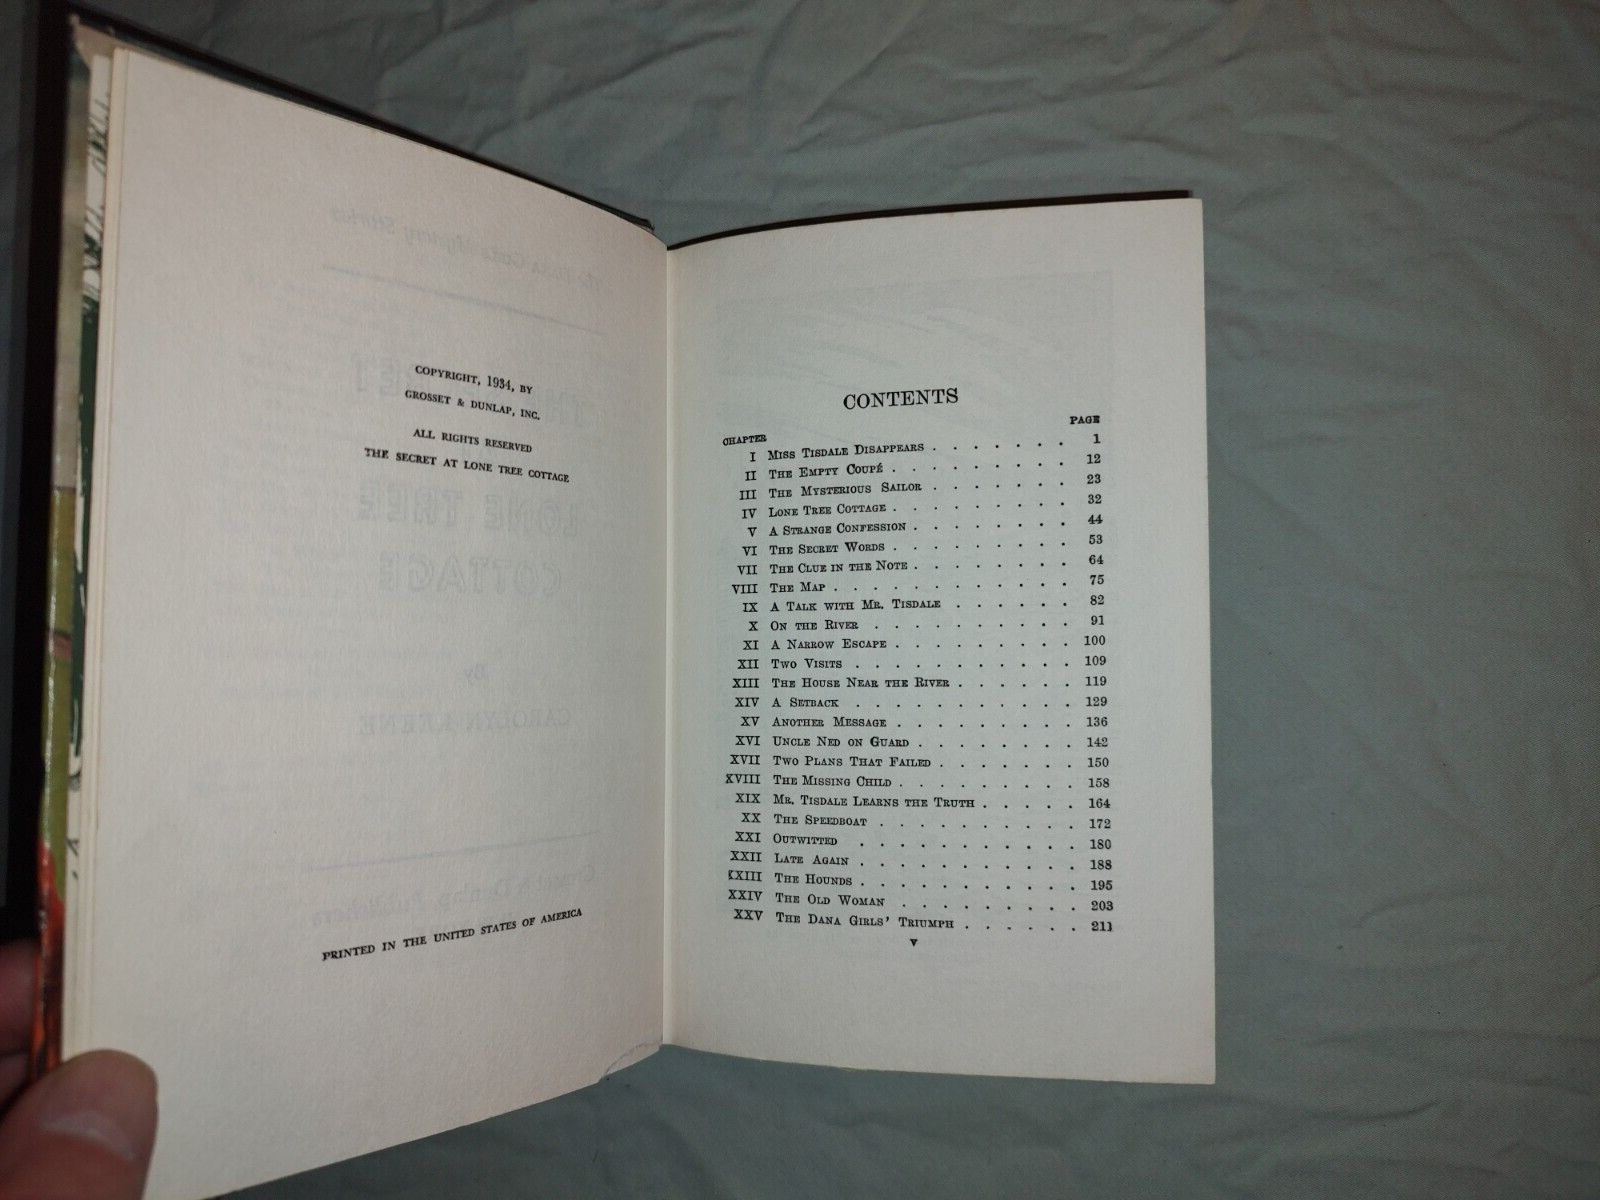 COPYRIGHT, 1934, BY
GROSSET & DUNLAP, INC.
ALL RIGHTS RESERVED
THE SECRET AT LONE TREE COTTAGE
PRINTED IN THE UNITED STATES OF AMERICA
CONTENTS
CHAPTER PAGE
I MISS TISDALE DISAPPEARS . . . . . . . 1
II THE EMPTY COUPÉ . . . . . . . . . 12
III THE MYSTERIOUS SAILOR . . . . . . . 23
IV LONE TREE COTTAGE . . . . . . . . . 32
V A STRANGE CONFESSION . . . . . . . . 44
VI THE SECRET WORDS . . . . . . . . . 53
VII THE CLUE IN THE NOTE . . . . . . . . 64
VIII THE MAP . . . . . . . . . . . . 75
IX A TALK WITH MR. TISDALE . . . . . . 82
X ON THE RIVER . . . . . . . . . . 91
XI A NARROW ESCAPE . . . . . . . . . 100
XII TWO VISITS . . . . . . . . . . . 109
XIII THE HOUSE NEAR THE RIVER . . . . . . 119
XIV A SETBACK . . . . . . . . . . . 129
XV ANOTHER MESSAGE . . . . . . . . . 136
XVI UNCLE NED ON GUARD . . . . . . . . 142
XVII TWO PLANS THAT FAILED . . . . . . . 150
XVIII THE MISSING CHILD . . . . . . . . . 158
XIX MR. TISDALE LEARNS THE TRUTH . . . . . 164
XX THE SPEEDBOAT . . . . . . . . . . 172
XXI OUTWITTED . . . . . . . . . . . 180
XXII LATE AGAIN . . . . . . . . . . . 188
XXIII THE HOUNDS . . . . . . . . . . . 195
XXIV THE OLD WOMAN . . . . . . . . . 203
XXV THE DANA GIRLS' TRIUMPH . . . . . . 211
v